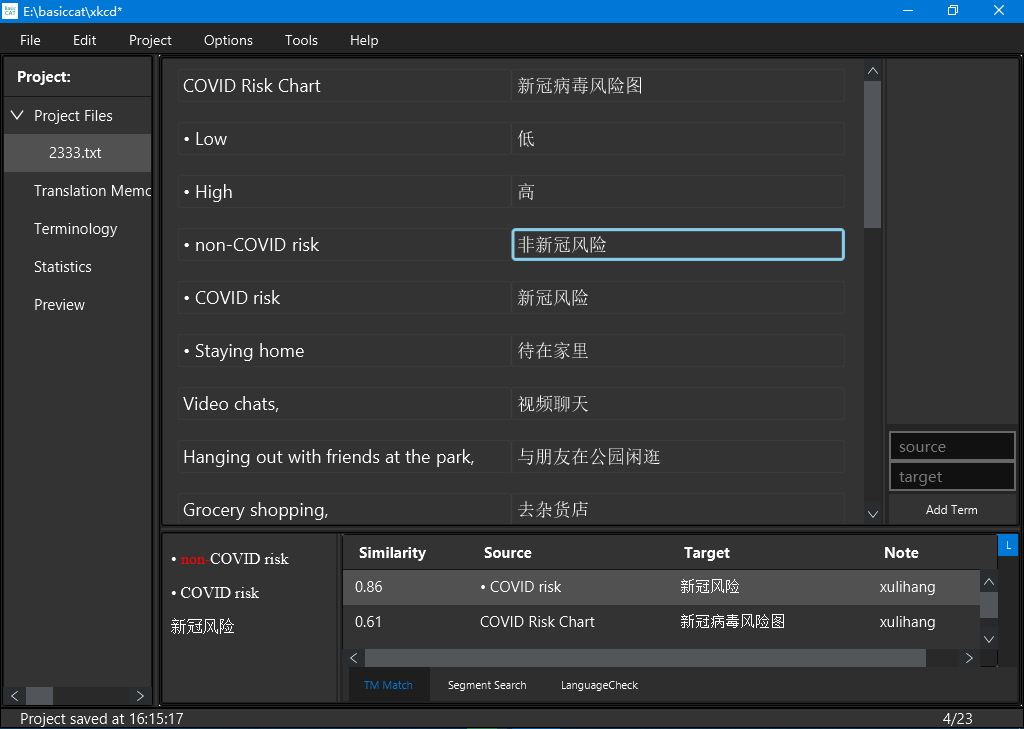 Basic CAT E:\basiccat\xkcd*
File Edit Project Options Tools Help
Project:
Project Files
2333.txt
Translation Memo
Terminology
Statistics
Preview
COVID Risk Chart 新冠病毒风险图
• Low 低
• High 高
• non-COVID risk 非新冠风险
• COVID risk 新冠风险
• Staying home 待在家里
Video chats, 视频聊天
Hanging out with friends at the park, 与朋友在公园闲逛
Grocery shopping, 去杂货店
source
target
Add Term
• non-COVID risk
• COVID risk
新冠风险
Similarity Source Target Note
0.86 • COVID risk 新冠风险 xulihang
0.61 COVID Risk Chart 新冠病毒风险图 xulihang
TM Match Segment Search LanguageCheck
L
Project saved at 16:15:17 4/23